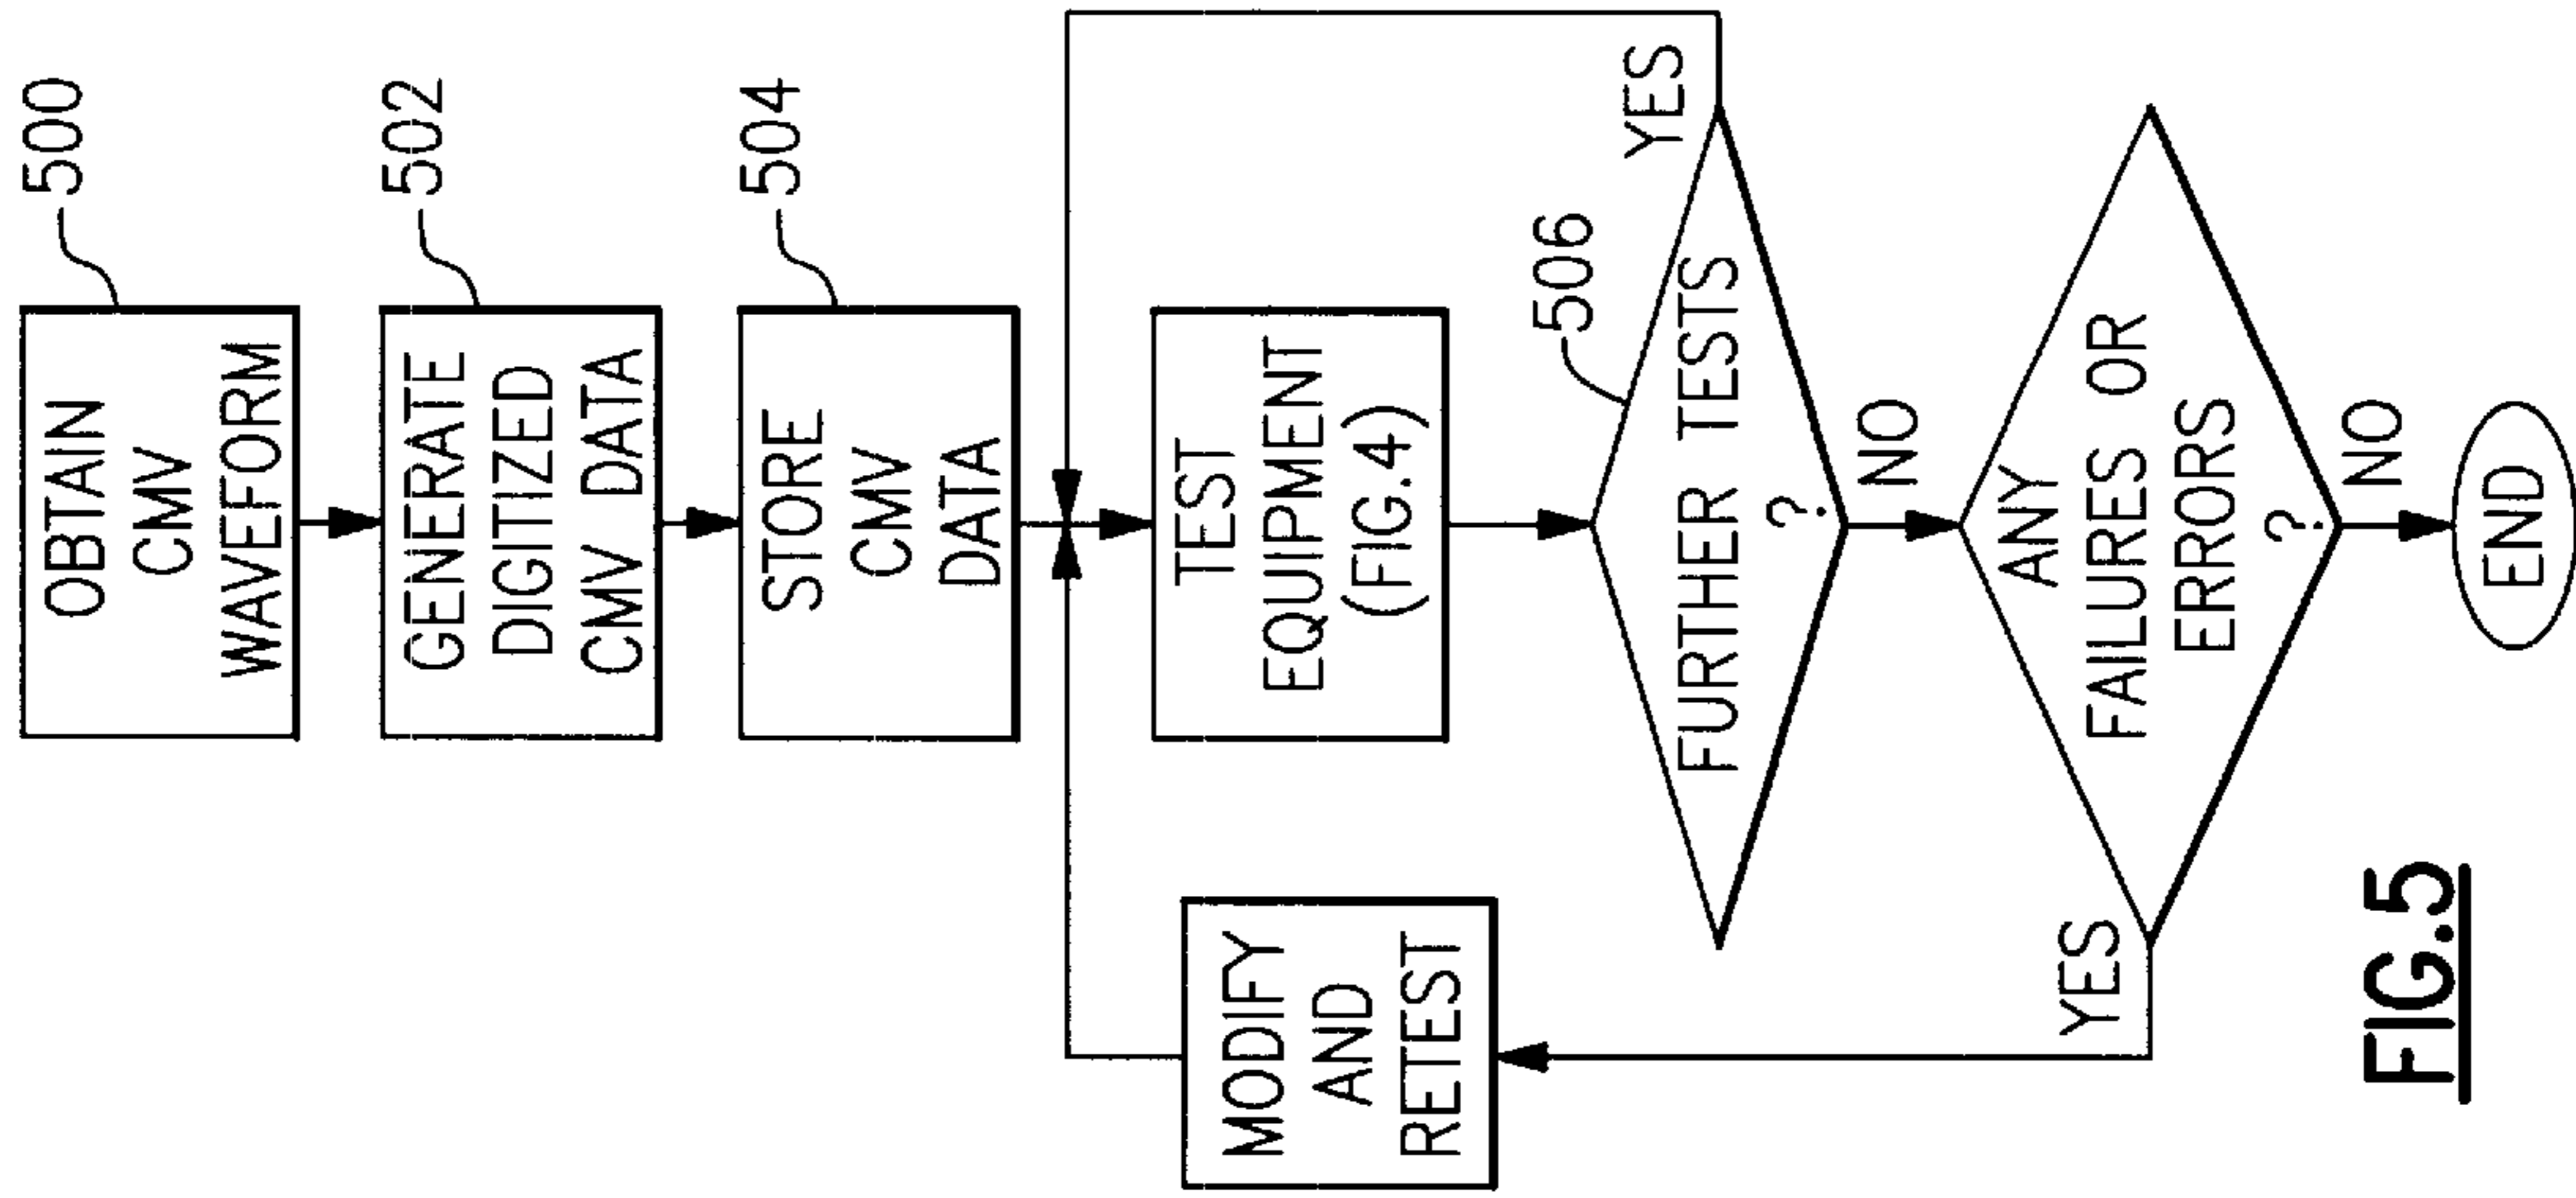 OBTAIN
CMV
WAVEFORM
500
GENERATE
DIGITIZED
CMV DATA
502
STORE
CMV
DATA
504
TEST
EQUIPMENT
(FIG.4)
MODIFY
AND
RETEST
506
FURTHER TESTS
?
YES
NO
ANY
FAILURES OR
ERRORS
?
YES
NO
END
FIG.5